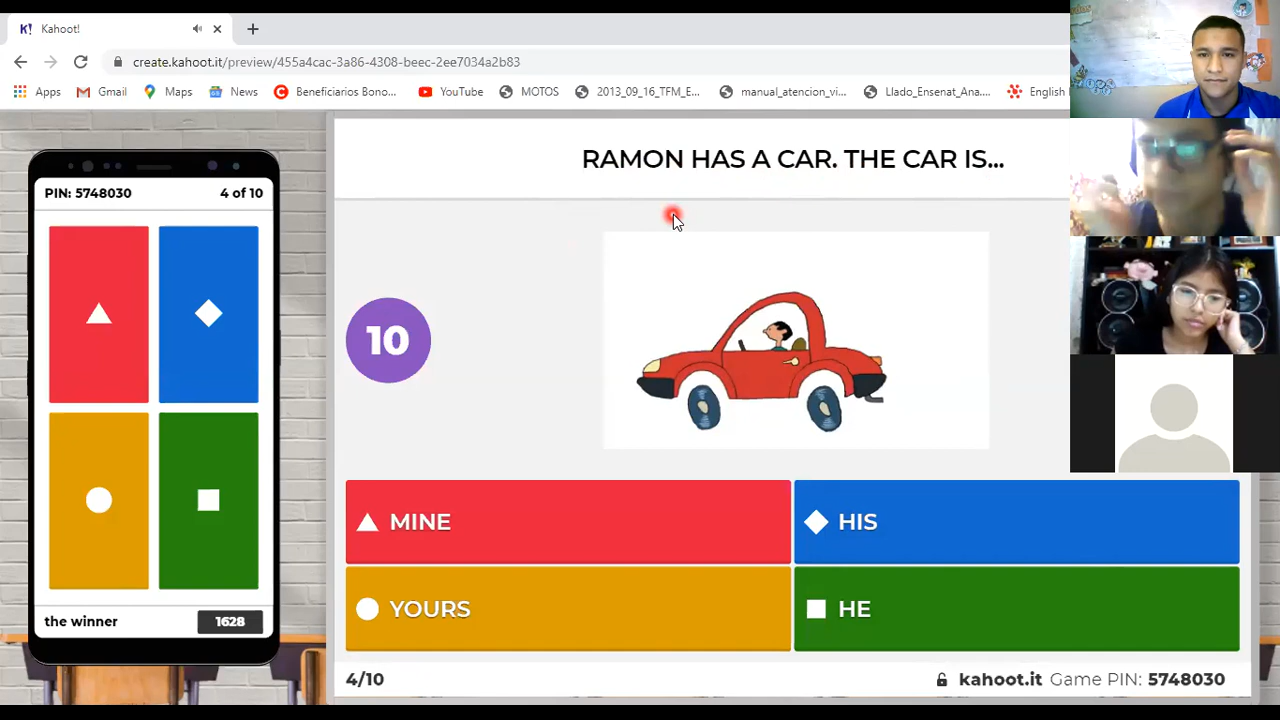 K! Kahoot!
create.kahoot.it/preview/455a4cac-3a86-4308-beec-2ee7034a2b83
Apps Gmail Maps News Beneficiarios Bono... YouTube MOTOS 2013_09_16_TFM_E... manual_atencion_vi... Llado_Ensenat_Ana... English
PIN: 5748030 4 of 10
the winner 1628
RAMON HAS A CAR. THE CAR IS...
10
MINE
HIS
YOURS
HE
4/10 kahoot.it Game PIN: 5748030